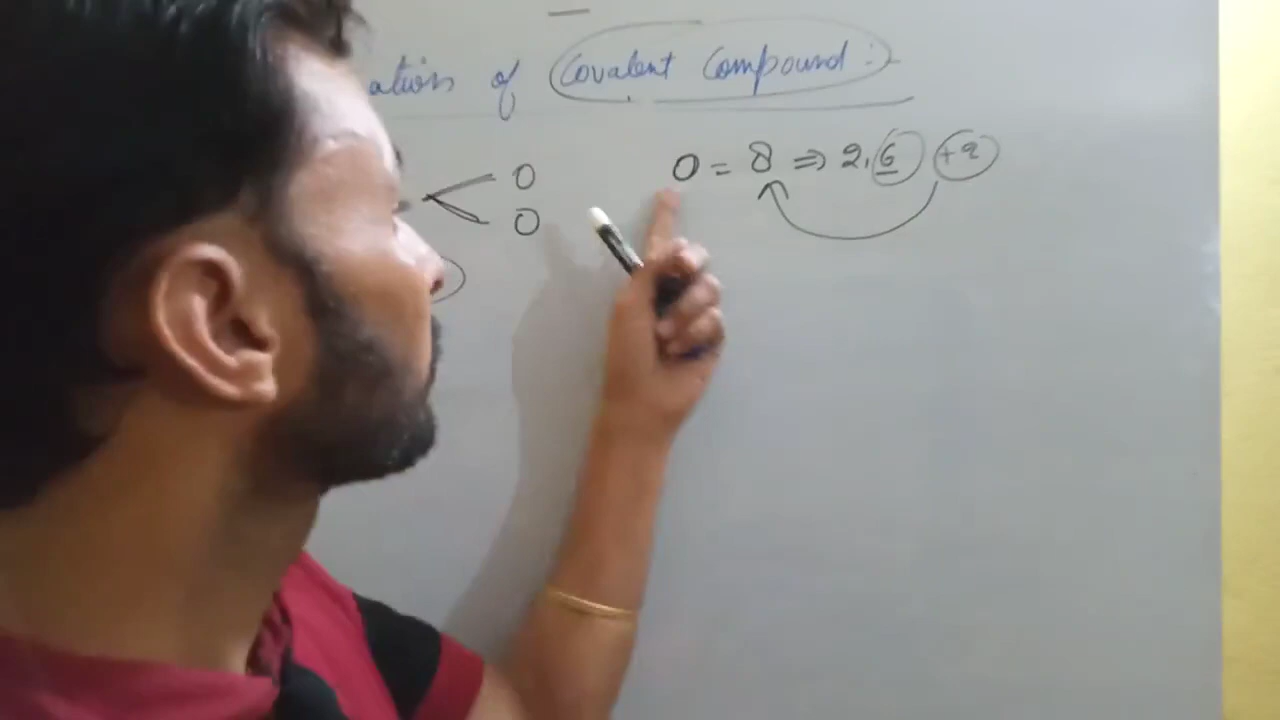 ation of Covalent Compound :
O
O = 8 ⇒ 2,6 +2
O